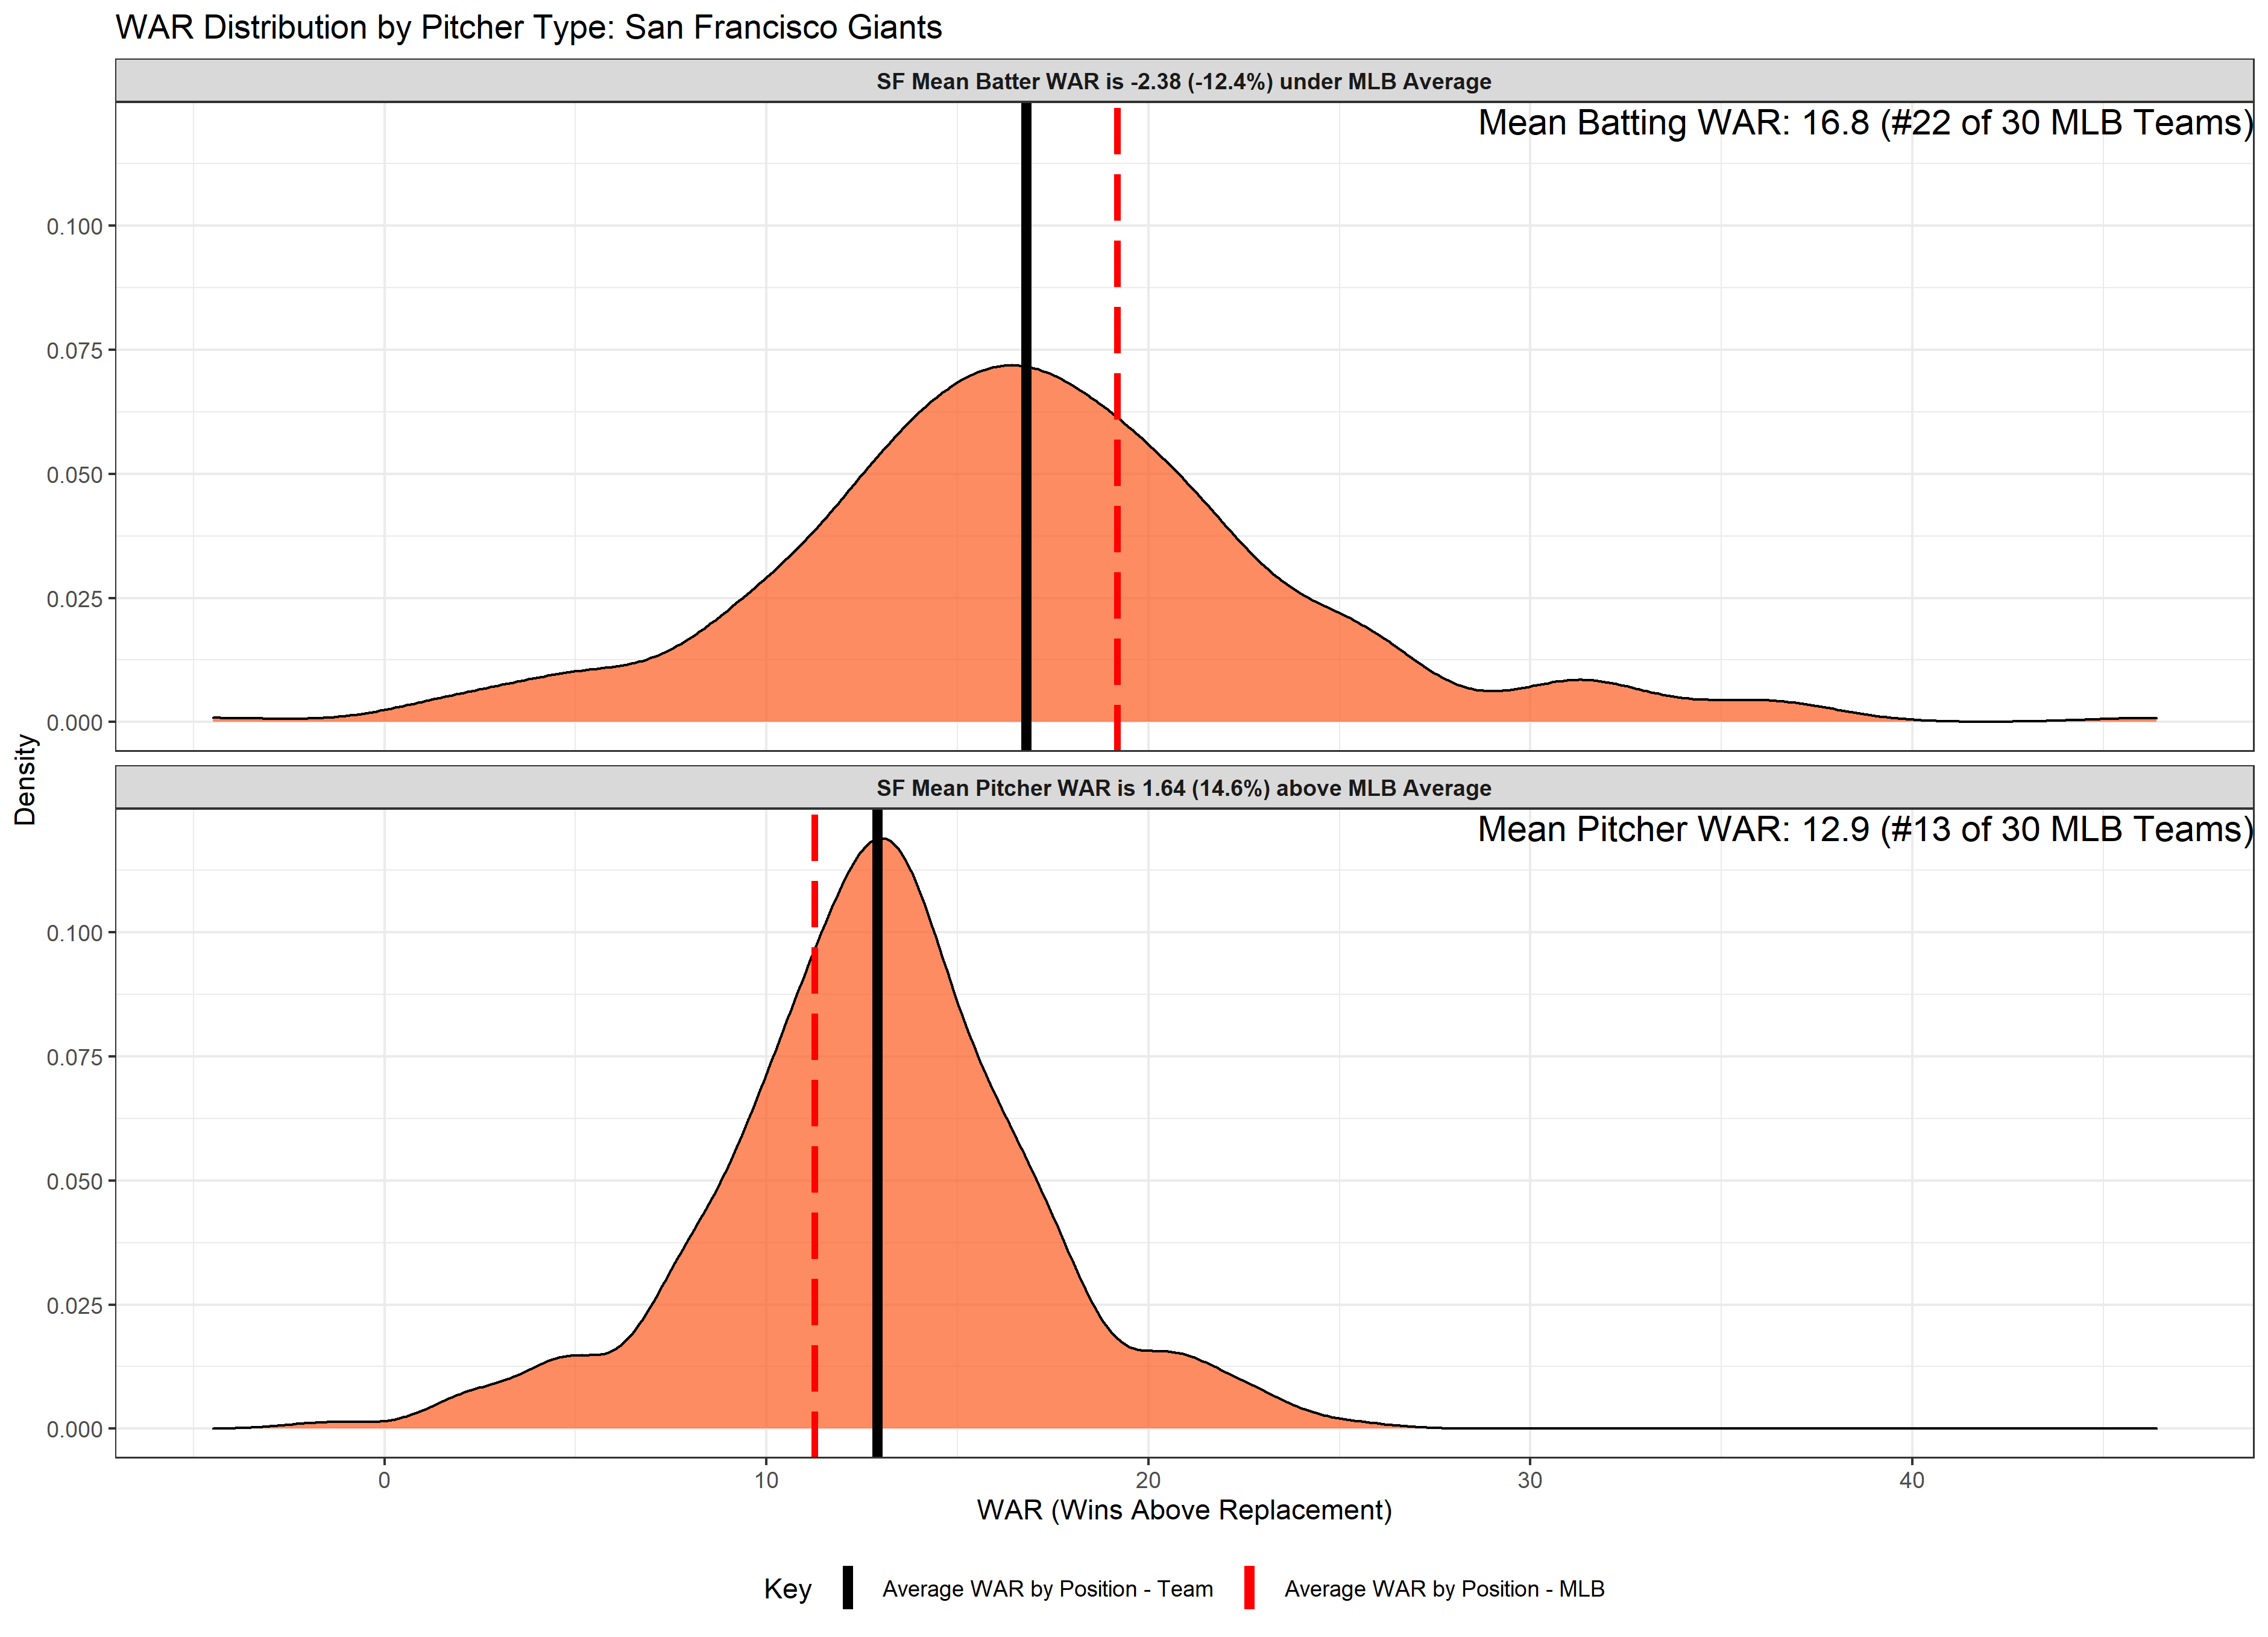 WAR Distribution by Pitcher Type: San Francisco Giants
SF Mean Batter WAR is -2.38 (-12.4%) under MLB Average
Mean Batting WAR: 16.8 (#22 of 30 MLB Teams)
0.100
0.075
0.050
0.025
0.000
Density
SF Mean Pitcher WAR is 1.64 (14.6%) above MLB Average
Mean Pitcher WAR: 12.9 (#13 of 30 MLB Teams)
0.100
0.075
0.050
0.025
0.000
0 10 20 30 40
WAR (Wins Above Replacement)
Key Average WAR by Position - Team Average WAR by Position - MLB